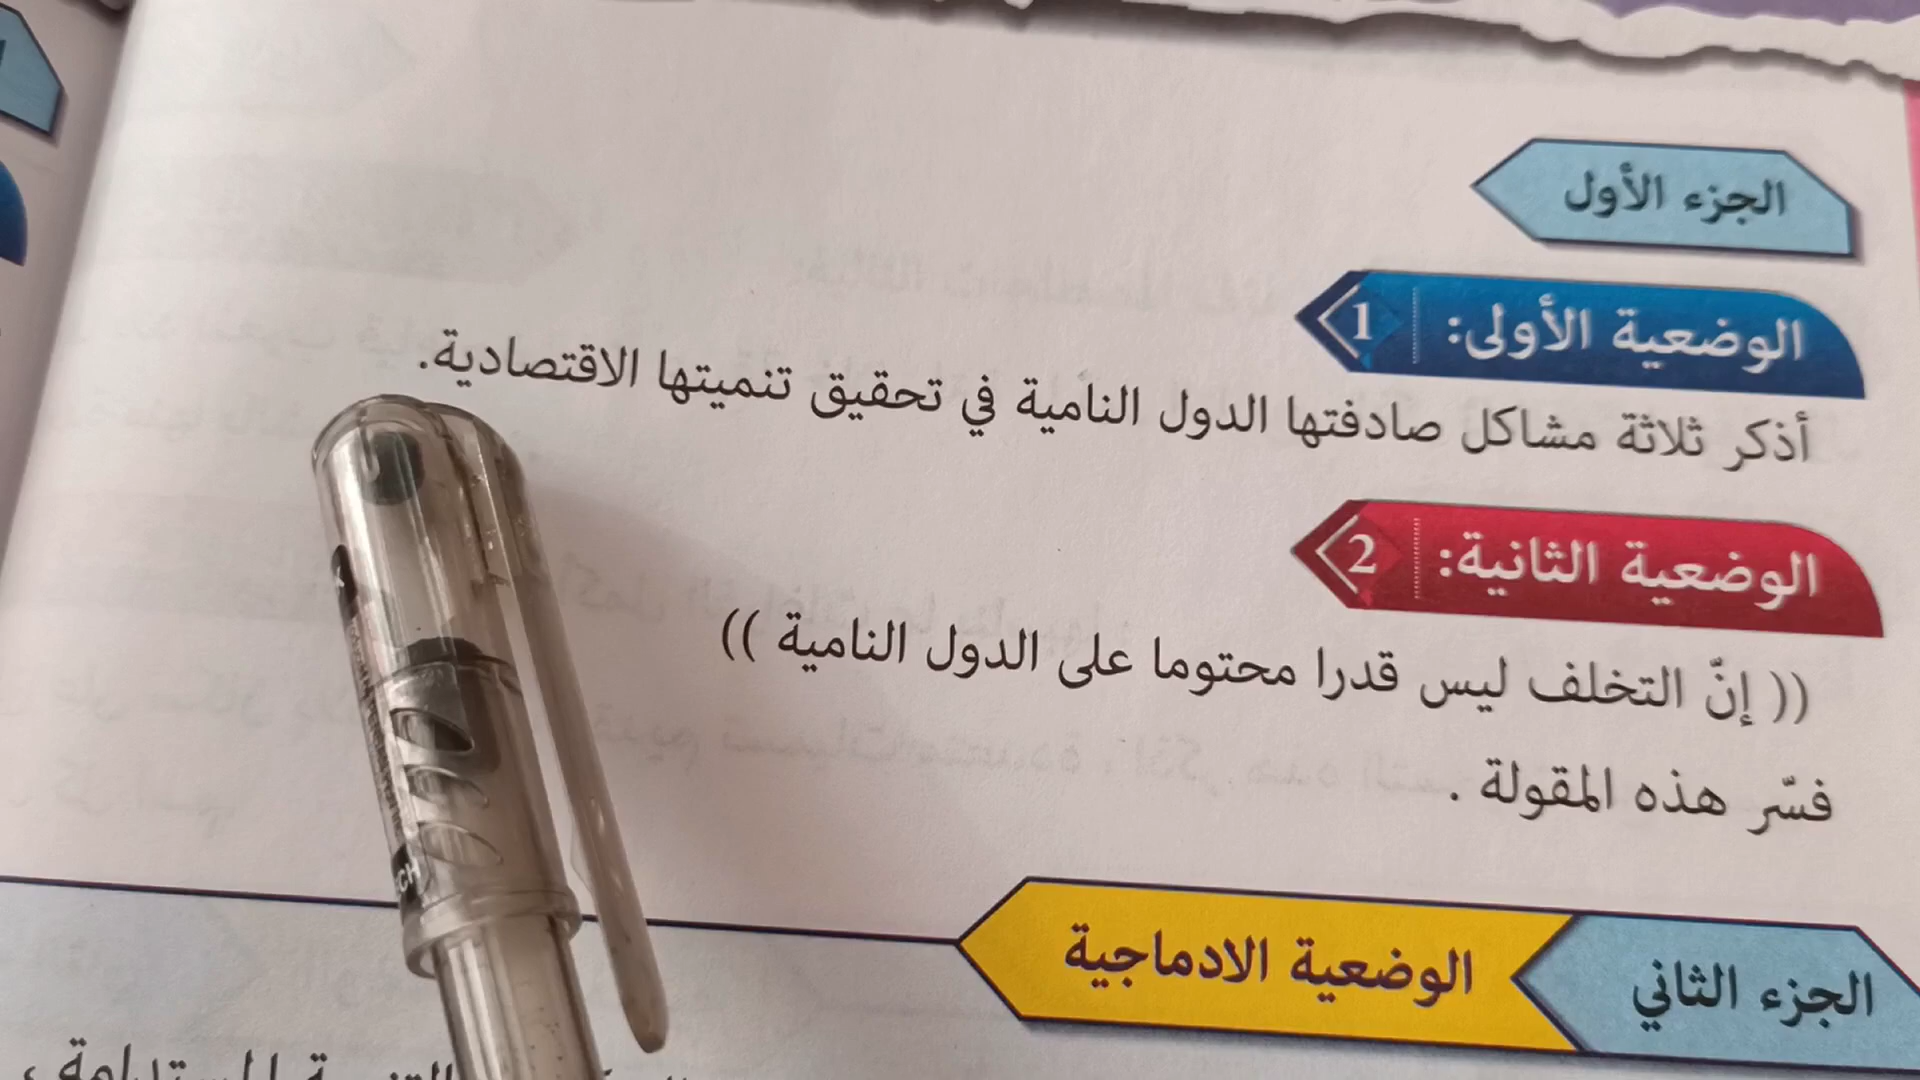 الجزء الأول
الوضعية الأولى: 1
أذكر ثلاثة مشاكل صادفتها الدول النامية في تحقيق تنميتها الاقتصادية.
الوضعية الثانية: 2
(( إنّ التخلف ليس قدرا محتوما على الدول النامية ))
فسّر هذه المقولة .
الجزء الثاني
الوضعية الادماجية